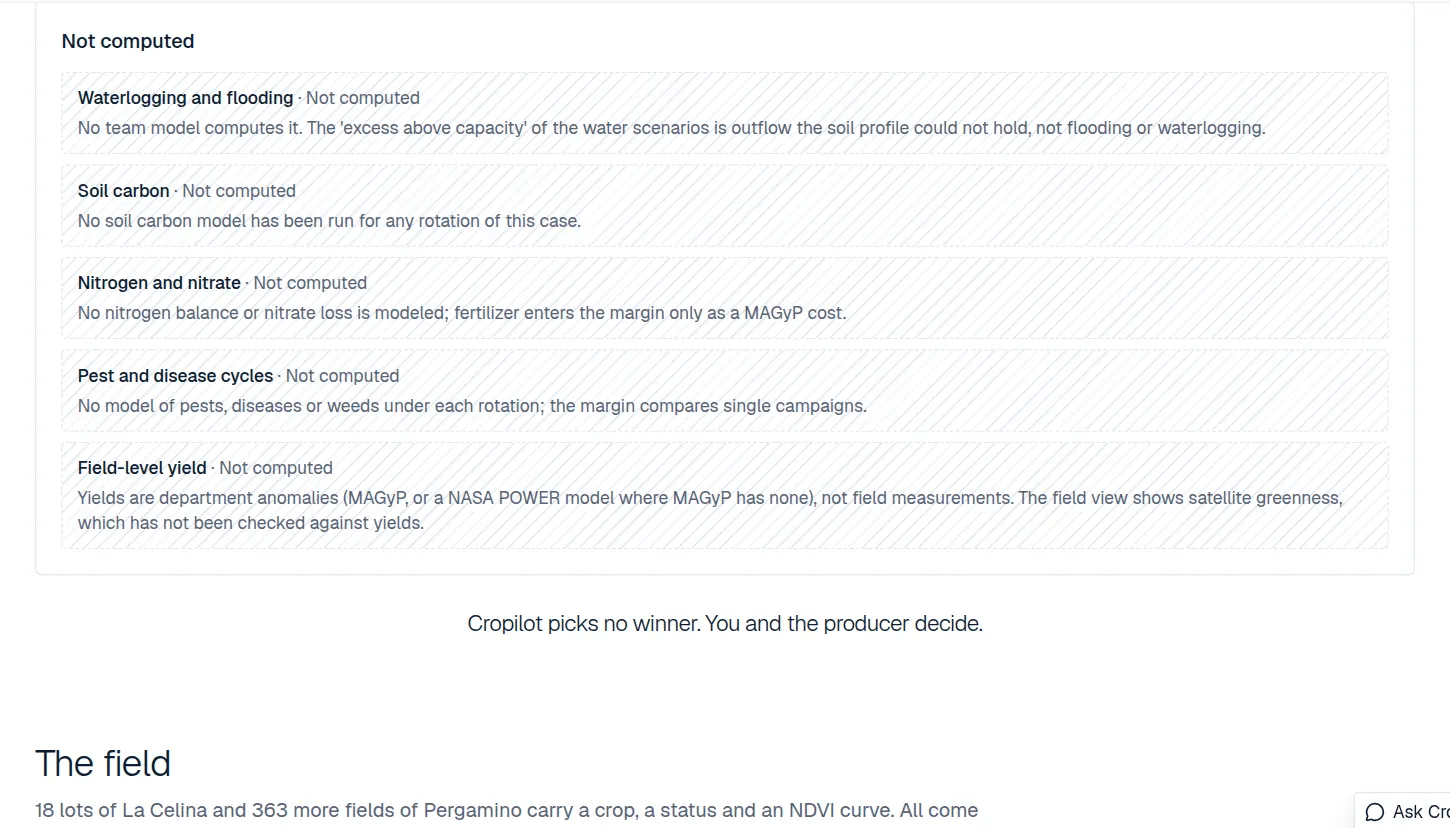 Not computed
Waterlogging and flooding · Not computed
No team model computes it. The 'excess above capacity' of the water scenarios is outflow the soil profile could not hold, not flooding or waterlogging.
Soil carbon · Not computed
No soil carbon model has been run for any rotation of this case.
Nitrogen and nitrate · Not computed
No nitrogen balance or nitrate loss is modeled; fertilizer enters the margin only as a MAGyP cost.
Pest and disease cycles · Not computed
No model of pests, diseases or weeds under each rotation; the margin compares single campaigns.
Field-level yield · Not computed
Yields are department anomalies (MAGyP, or a NASA POWER model where MAGyP has none), not field measurements. The field view shows satellite greenness,
which has not been checked against yields.
Cropilot picks no winner. You and the producer decide.
The field
18 lots of La Celina and 363 more fields of Pergamino carry a crop, a status and an NDVI curve. All come
Ask Cro